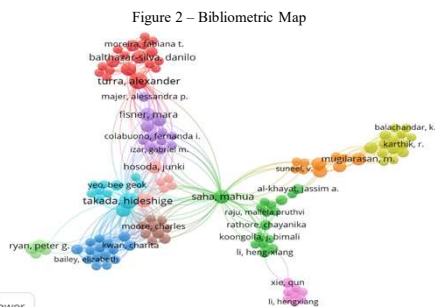 Figure 2 – Bibliometric Map
moreira, fabiana t.
balthazar-silva, danilo
turra, alexander
majer, alessandra p.
fisner, mara
colabuono, fernanda i.
izar, gabriel m.
hosoda, junki
balachandar, k.
karthik, r.
mugilarasan, m.
suneel, v.
yeo, bee geok
takada, hideshige
saha, mahua
al-khayat, jassim a.
raju, mallela pruthvi
rathore, chayanika
koongolla, j. bimali
li, heng-xiang
moore, charles
ryan, peter g.
kwan, charita
bailey, elizabeth
xie, qun
li, hengxiang